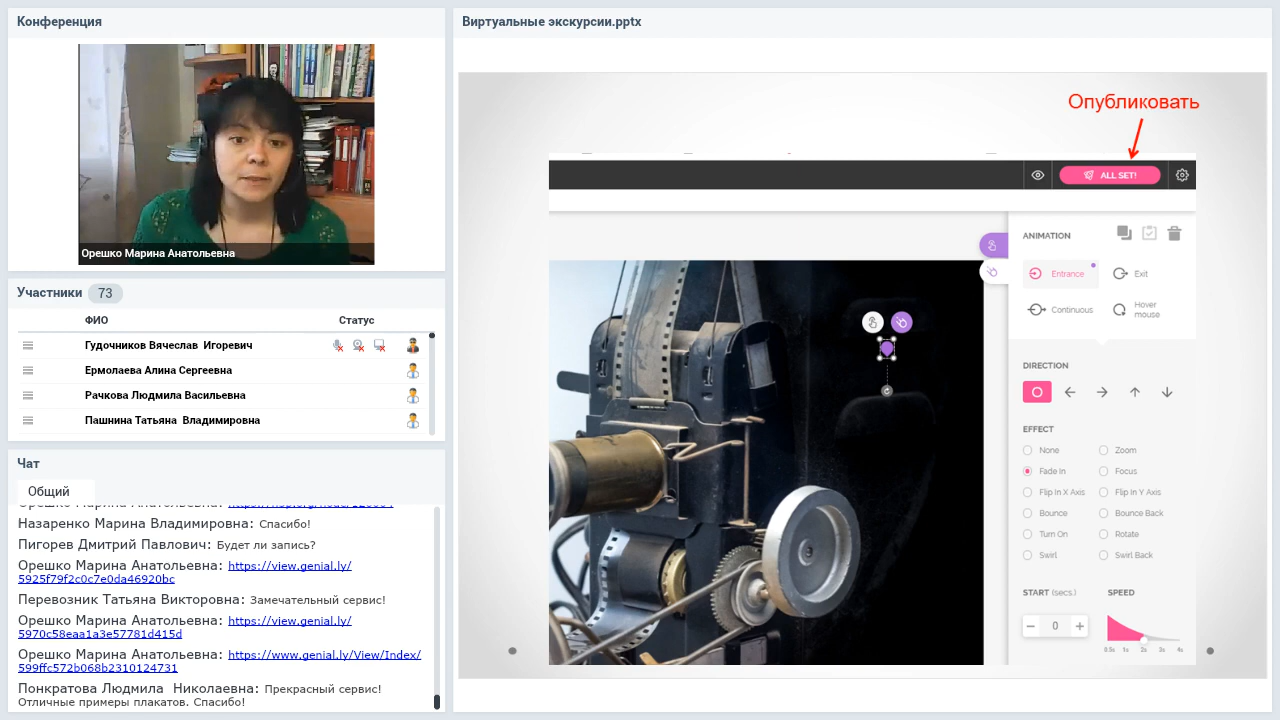 Конференция
Орешко Марина Анатольевна
Участники 73
ФИО Статус
Гудочников Вячеслав Игоревич
Ермолаева Алина Сергеевна
Рачкова Людмила Васильевна
Пашнина Татьяна Владимировна
Чат
Общий
Орешко Марина Анатольевна:
Назаренко Марина Владимировна: Спасибо!
Пигорев Дмитрий Павлович: Будет ли запись?
Орешко Марина Анатольевна: https://view.genial.ly/
5925f79f2c0c7e0da46920bc
Перевозник Татьяна Викторовна: Замечательный сервис!
Орешко Марина Анатольевна: https://view.genial.ly/
5970c58eaa1a3e57781d415d
Орешко Марина Анатольевна: https://www.genial.ly/View/Index/
599ffc572b068b2310124731
Понкратова Людмила Николаевна: Прекрасный сервис!
Отличные примеры плакатов. Спасибо!
Виртуальные экскурсии.pptx
Опубликовать
ALL SET!
ANIMATION
Entrance Exit
Continuous Hover
mouse
DIRECTION
EFFECT
None Zoom
Fade In Focus
Flip In X Axis Flip In Y Axis
Bounce Bounce Back
Turn On Rotate
Swirl Swirl Back
START (secs.) SPEED
− 0 +
0.5s 1s 2s 3s 4s